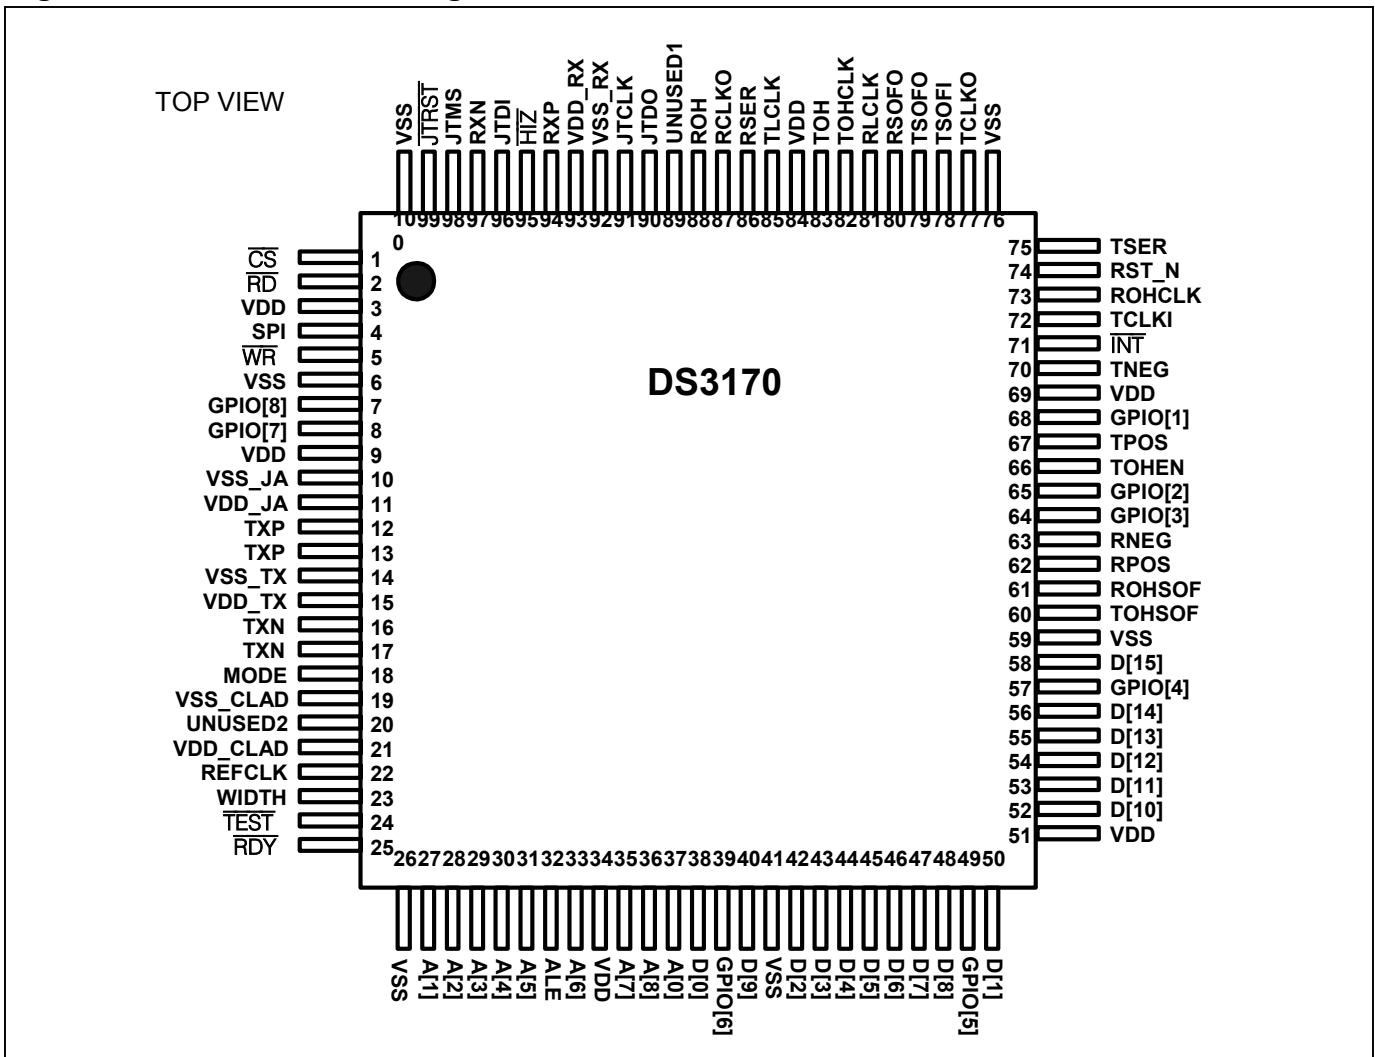 TOP VIEW
VSS
JTRST
JTMS
RXN
JTDI
HIZ
RXP
VDD_RX
VSS_RX
JTCLK
JTDO
UNUSED1
ROH
RCLKO
RSER
TLCLK
VDD
TOH
TOHCLK
RLCLK
RSOFO
TSOFO
TSOFI
TCLKO
VSS
10 99 98 97 96 95 94 93 92 91 90 89 88 87 86 85 84 83 82 81 80 79 78 77 76
0
CS 1
RD 2
VDD 3
SPI 4
WR 5
VSS 6
GPIO[8] 7
GPIO[7] 8
VDD 9
VSS_JA 10
VDD_JA 11
TXP 12
TXP 13
VSS_TX 14
VDD_TX 15
TXN 16
TXN 17
MODE 18
VSS_CLAD 19
UNUSED2 20
VDD_CLAD 21
REFCLK 22
WIDTH 23
TEST 24
RDY 25
DS3170
75 TSER
74 RST_N
73 ROHCLK
72 TCLKI
71 INT
70 TNEG
69 VDD
68 GPIO[1]
67 TPOS
66 TOHEN
65 GPIO[2]
64 GPIO[3]
63 RNEG
62 RPOS
61 ROHSOF
60 TOHSOF
59 VSS
58 D[15]
57 GPIO[4]
56 D[14]
55 D[13]
54 D[12]
53 D[11]
52 D[10]
51 VDD
26 27 28 29 30 31 32 33 34 35 36 37 38 39 40 41 42 43 44 45 46 47 48 49 50
VSS
A[1]
A[2]
A[3]
A[4]
A[5]
ALE
A[6]
VDD
A[7]
A[8]
A[0]
D[0]
GPIO[6]
D[9]
VSS
D[2]
D[3]
D[4]
D[5]
D[6]
D[7]
D[8]
GPIO[5]
D[1]